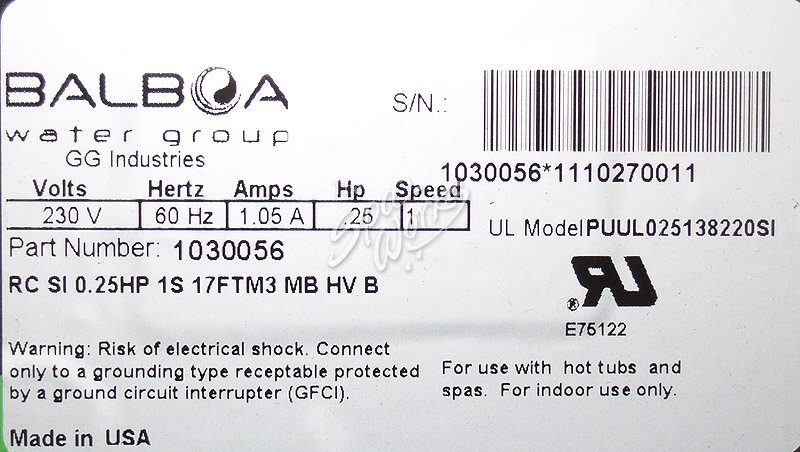 BALBOA
water group
GG Industries
S/N.:
1030056*1110270011
Volts Hertz Amps Hp Speed
230 V 60 Hz 1.05 A .25 1
UL Model PUUL025138220SI
Part Number: 1030056
RC SI 0.25HP 1S 17FTM3 MB HV B
®
E75122
Warning: Risk of electrical shock. Connect
only to a grounding type receptable protected
by a ground circuit interrupter (GFCI).
For use with hot tubs and
spas. For indoor use only.
Made in USA
Spa Works